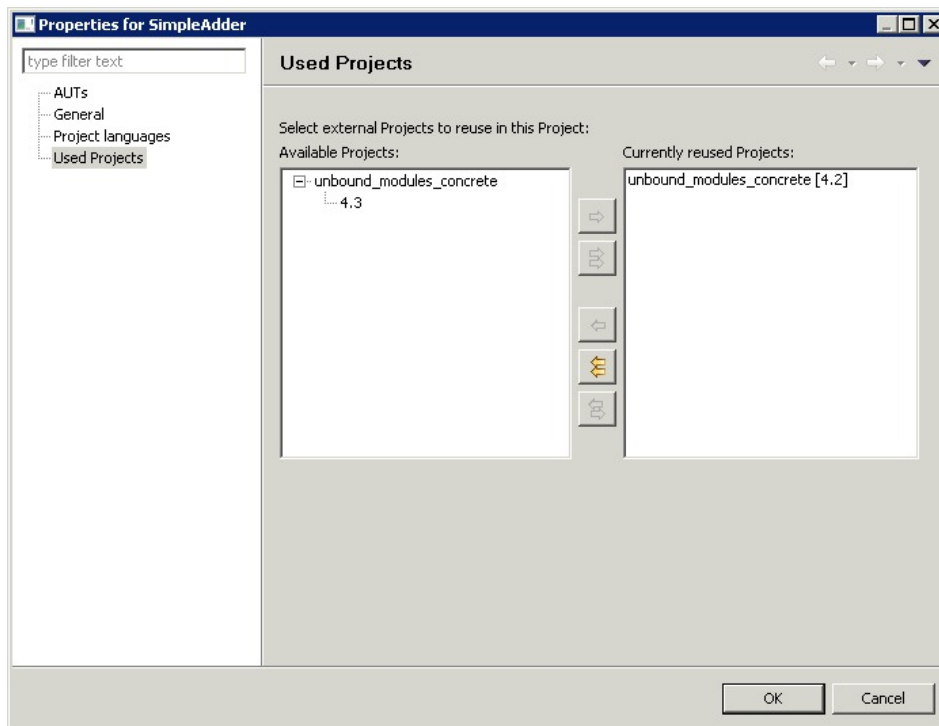 Properties for SimpleAdder
type filter text
AUTs
General
Project languages
Used Projects
Used Projects
Select external Projects to reuse in this Project:
Available Projects:
unbound_modules_concrete
4.3
Currently reused Projects:
unbound_modules_concrete [4.2]
OK
Cancel